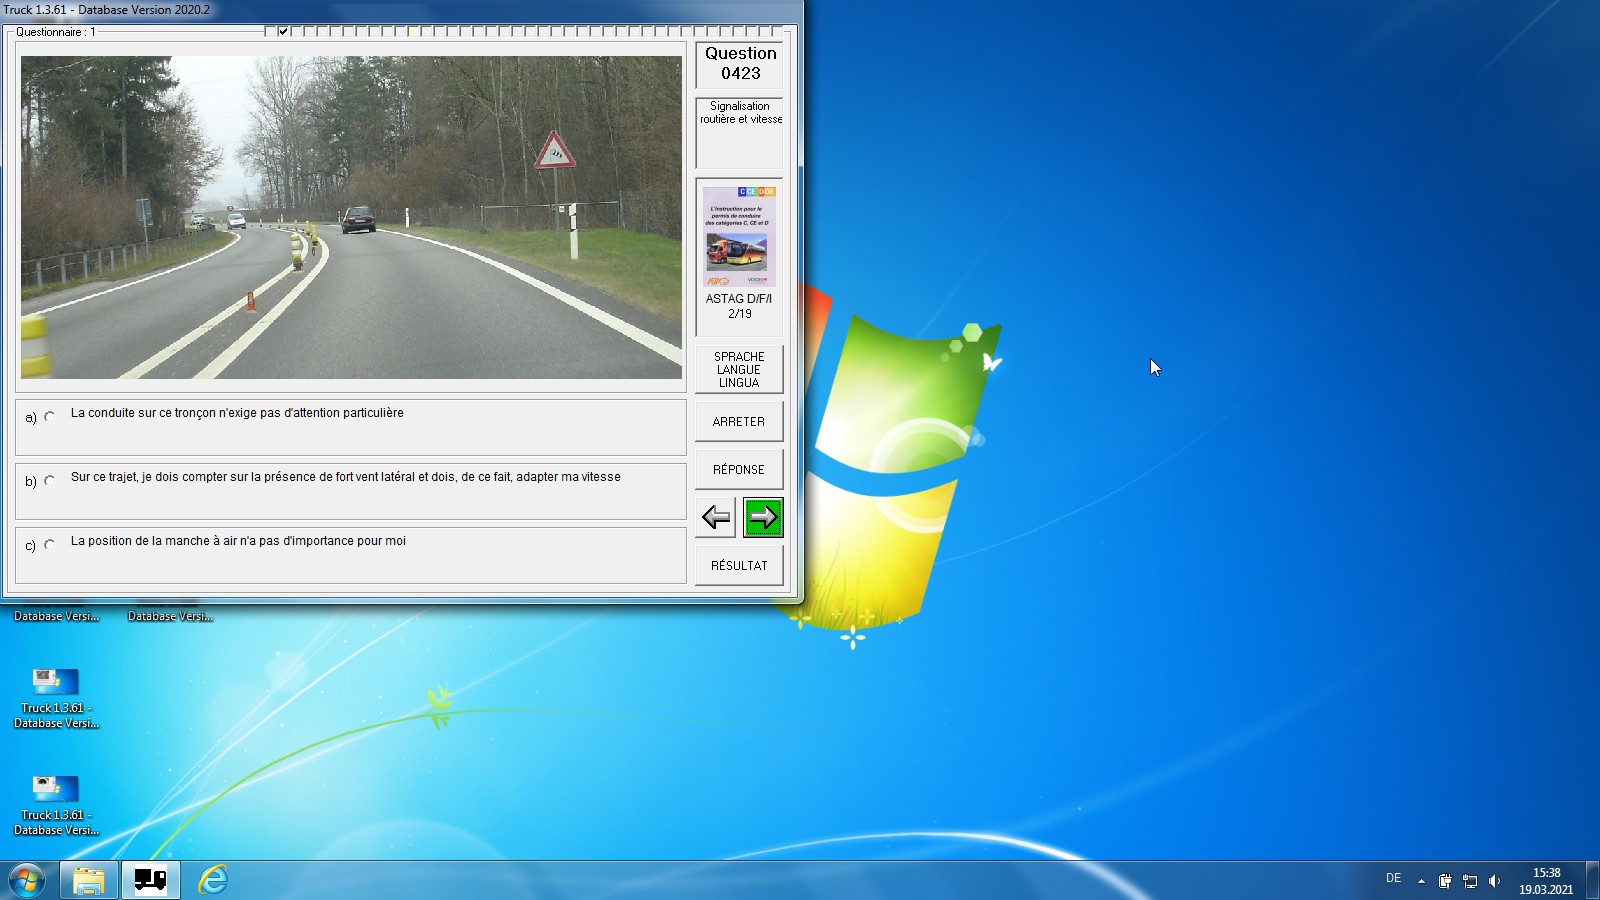 Truck 1.3.61 - Database Version 2020.2
Questionnaire : 1
Question
0423
Signalisation
routière et vitesse
C CE D DE
L'instruction pour le
permis de conduire
des catégories C, CE et D
ASTAG D/F/I
2/19
SPRACHE
LANGUE
LINGUA
ARRETER
RÉPONSE
RÉSULTAT
a) La conduite sur ce tronçon n'exige pas d'attention particulière
b) Sur ce trajet, je dois compter sur la présence de fort vent latéral et dois, de ce fait, adapter ma vitesse
c) La position de la manche à air n'a pas d'importance pour moi
Database Versi...
Database Versi...
Truck 1.3.61 -
Database Versi...
Truck 1.3.61 -
Database Versi...
DE
15:38
19.03.2021